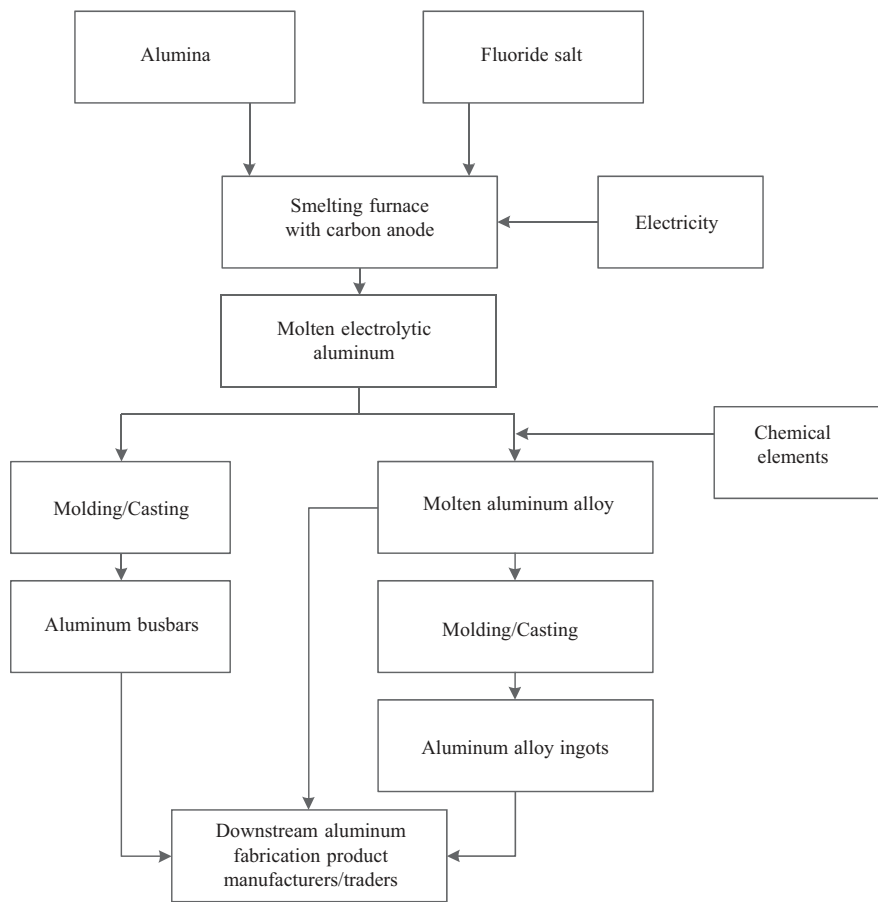 Alumina
Fluoride salt
Smelting furnace
with carbon anode
Electricity
Molten electrolytic
aluminum
Chemical
elements
Molding/Casting
Molten aluminum alloy
Aluminum busbars
Molding/Casting
Aluminum alloy ingots
Downstream aluminum
fabrication product
manufacturers/traders